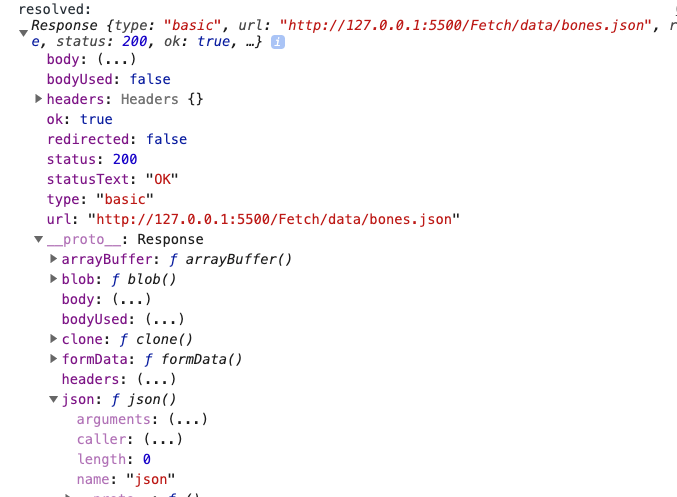 resolved:
Response {type: "basic", url: "http://127.0.0.1:5500/Fetch/data/bones.json", r
e, status: 200, ok: true, …} i
body: (...)
bodyUsed: false
headers: Headers {}
ok: true
redirected: false
status: 200
statusText: "OK"
type: "basic"
url: "http://127.0.0.1:5500/Fetch/data/bones.json"
__proto__: Response
arrayBuffer: ƒ arrayBuffer()
blob: ƒ blob()
body: (...)
bodyUsed: (...)
clone: ƒ clone()
formData: ƒ formData()
headers: (...)
json: ƒ json()
arguments: (...)
caller: (...)
length: 0
name: "json"